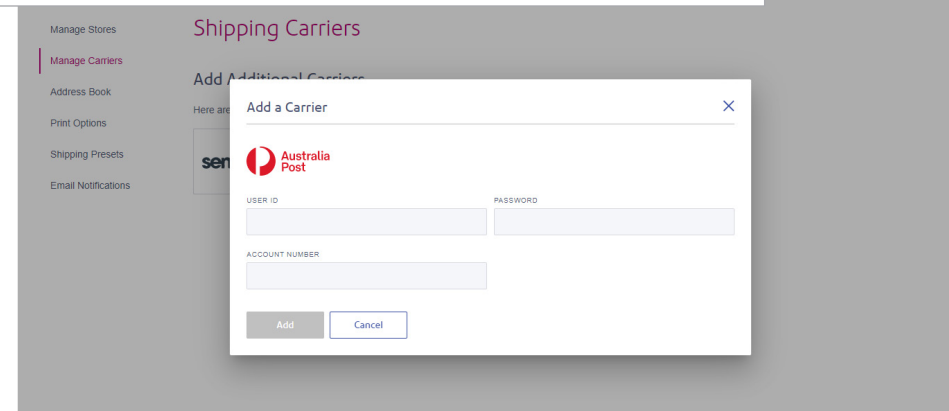 Manage Stores
Shipping Carriers
Manage Carriers
Add Additional Carriers
Address Book
Here are
Print Options
Shipping Presets
sen
Email Notifications
Add a Carrier
Australia
Post
USER ID
PASSWORD
ACCOUNT NUMBER
Add
Cancel